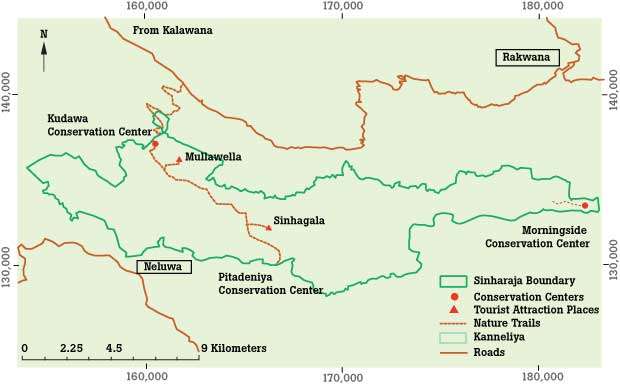 160,000
170,000
180,000
From Kalawana
N
Rakwana
140,000
140,000
Kudawa
Conservation Center
Mullawella
Sinhagala
Morningside
Conservation Center
130,000
130,000
Neluwa
Pitadeniya
Conservation Center
Sinharaja Boundary
Conservation Centers
Tourist Attraction Places
Nature Trails
Kanneliya
Roads
0 2.25 4.5 9 Kilometers
160,000
170,000
180,000